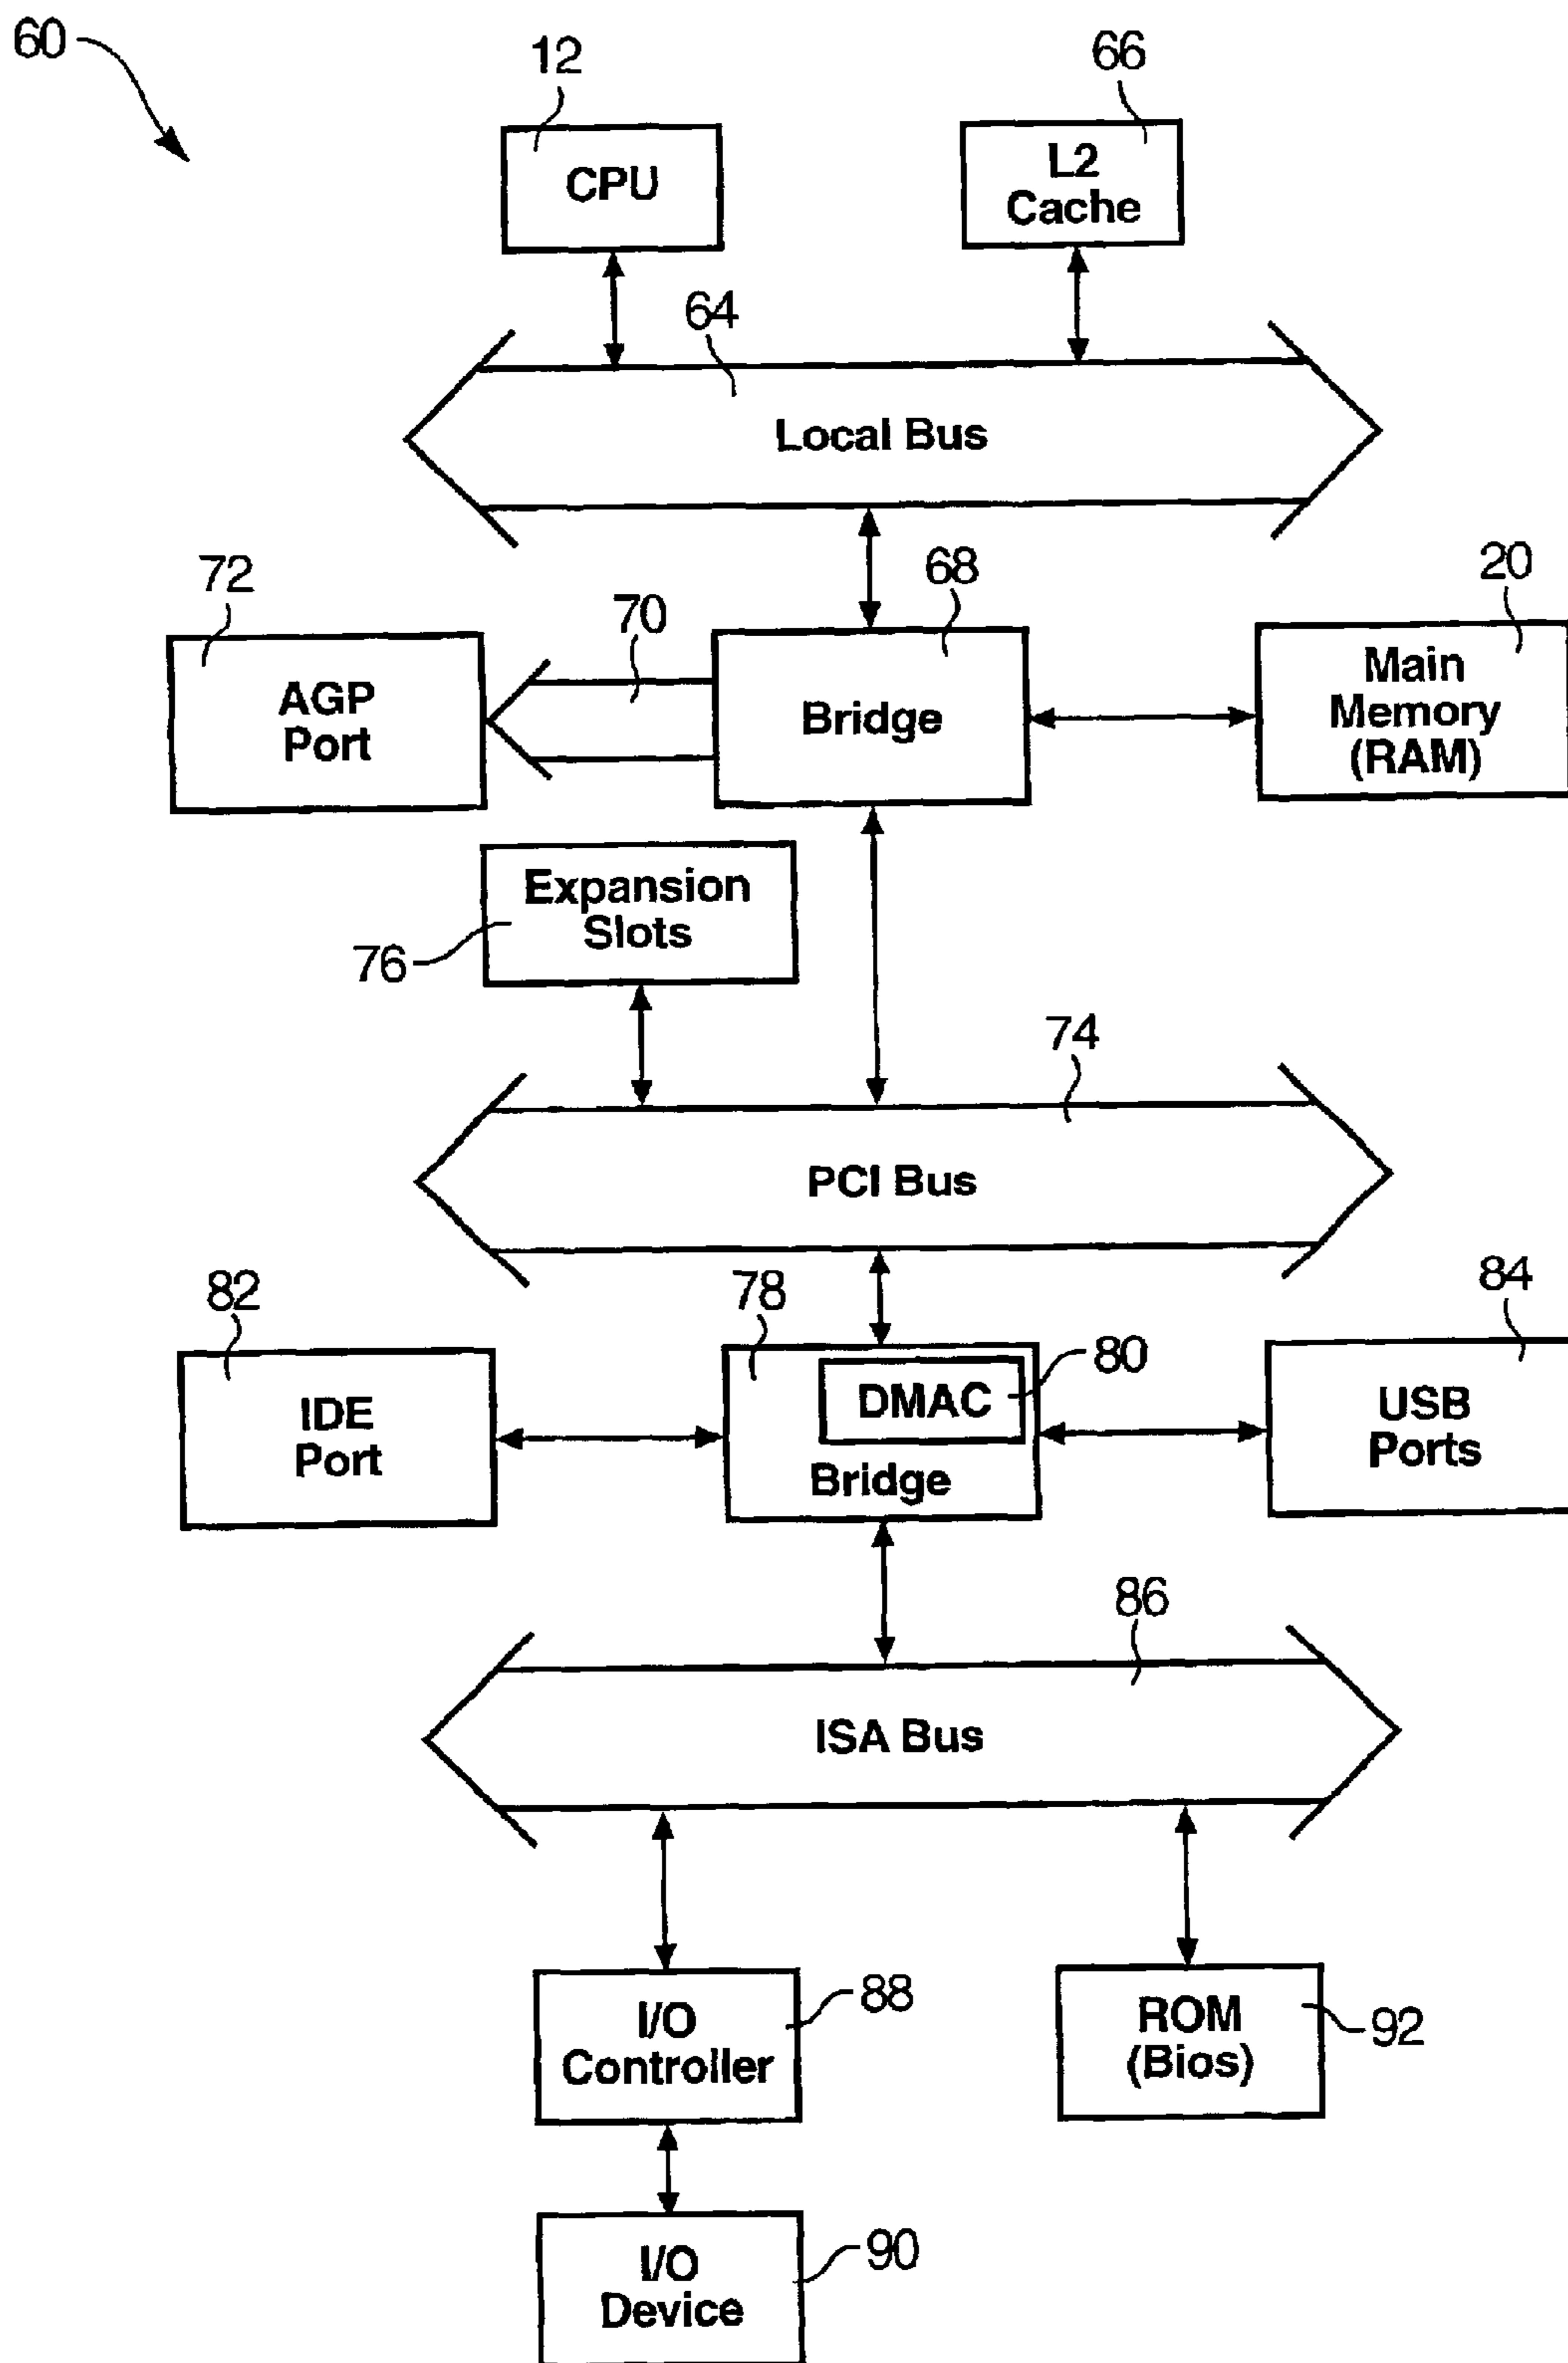 60
12
66
CPU
L2
Cache
64
Local Bus
72
70
68
20
AGP
Port
Bridge
Main
Memory
(RAM)
Expansion
Slots
76
74
PCI Bus
82
78
80
84
IDE
Port
DMAC
Bridge
USB
Ports
86
ISA Bus
I/O
Controller
88
ROM
(Bios)
92
I/O
Device
90